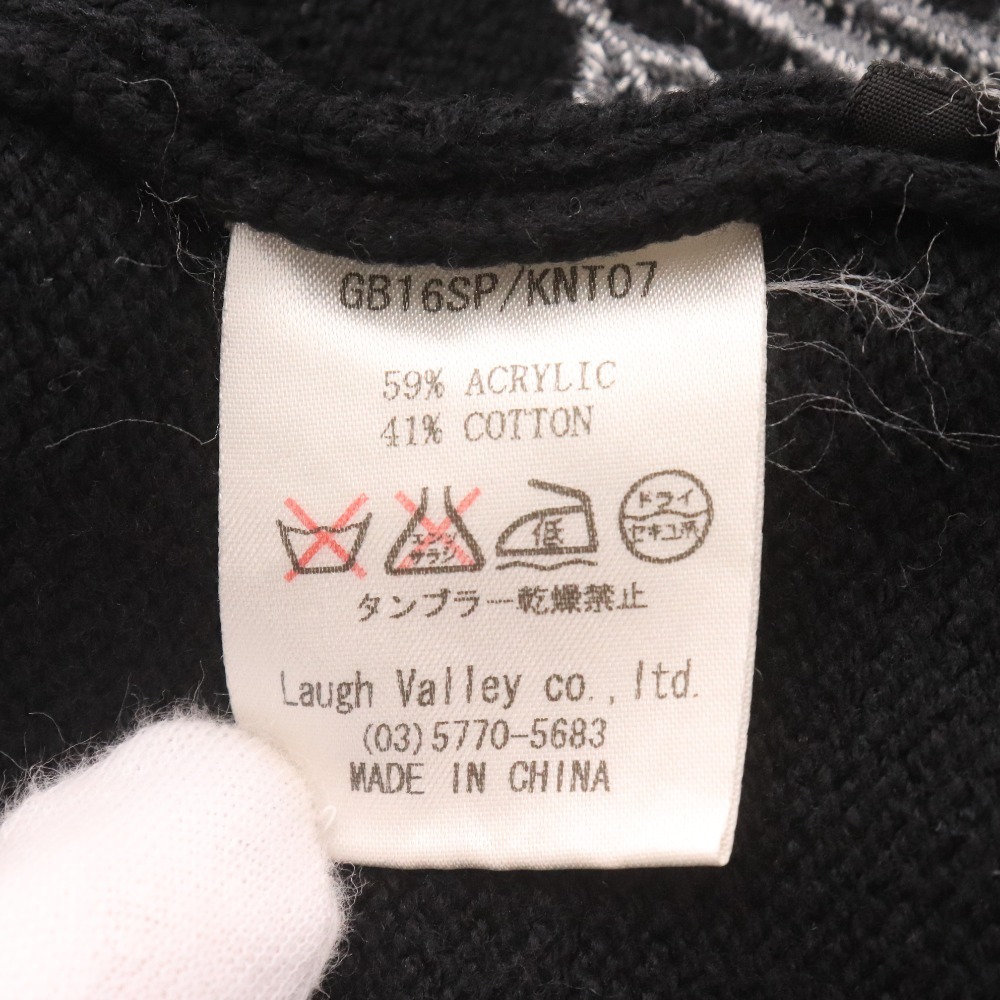 GB16SP/KNT07
59% ACRYLIC
41% COTTON
エンソ サラシ 低 ドライ セキユ系
タンブラー乾燥禁止
Laugh Valley co., ltd.
(03)5770-5683
MADE IN CHINA